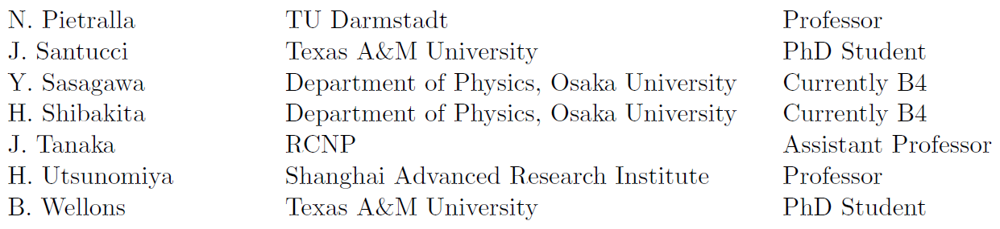 N. Pietralla TU Darmstadt Professor
J. Santucci Texas A&M University PhD Student
Y. Sasagawa Department of Physics, Osaka University Currently B4
H. Shibakita Department of Physics, Osaka University Currently B4
J. Tanaka RCNP Assistant Professor
H. Utsunomiya Shanghai Advanced Research Institute Professor
B. Wellons Texas A&M University PhD Student